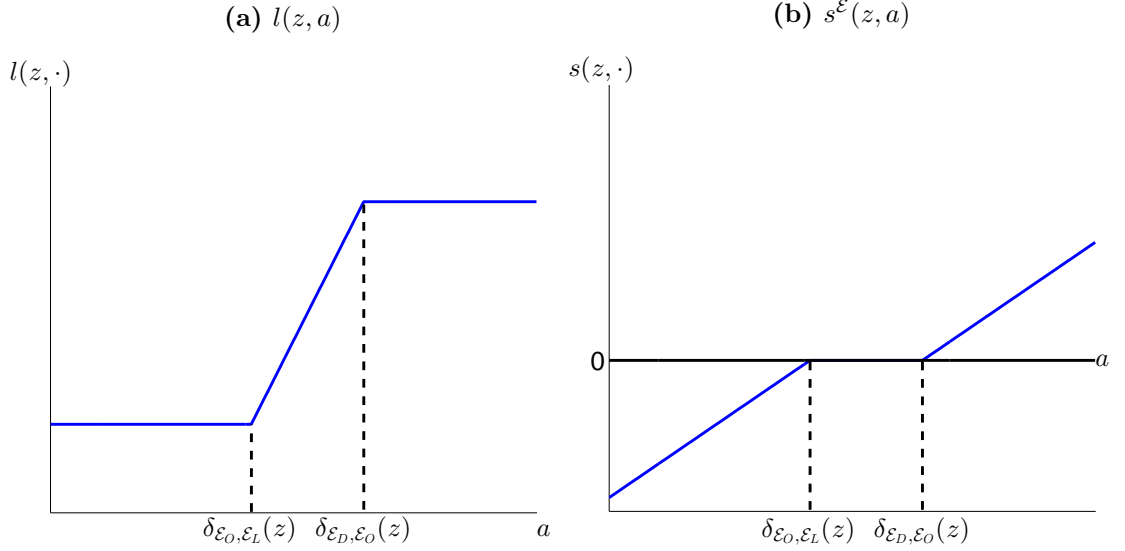 (a) l(z, a)
(b) s^ℰ(z, a)
l(z, ·)
s(z, ·)
0
a
δ_{ℰ_O,ℰ_L}(z)
δ_{ℰ_D,ℰ_O}(z)
a
δ_{ℰ_O,ℰ_L}(z)
δ_{ℰ_D,ℰ_O}(z)